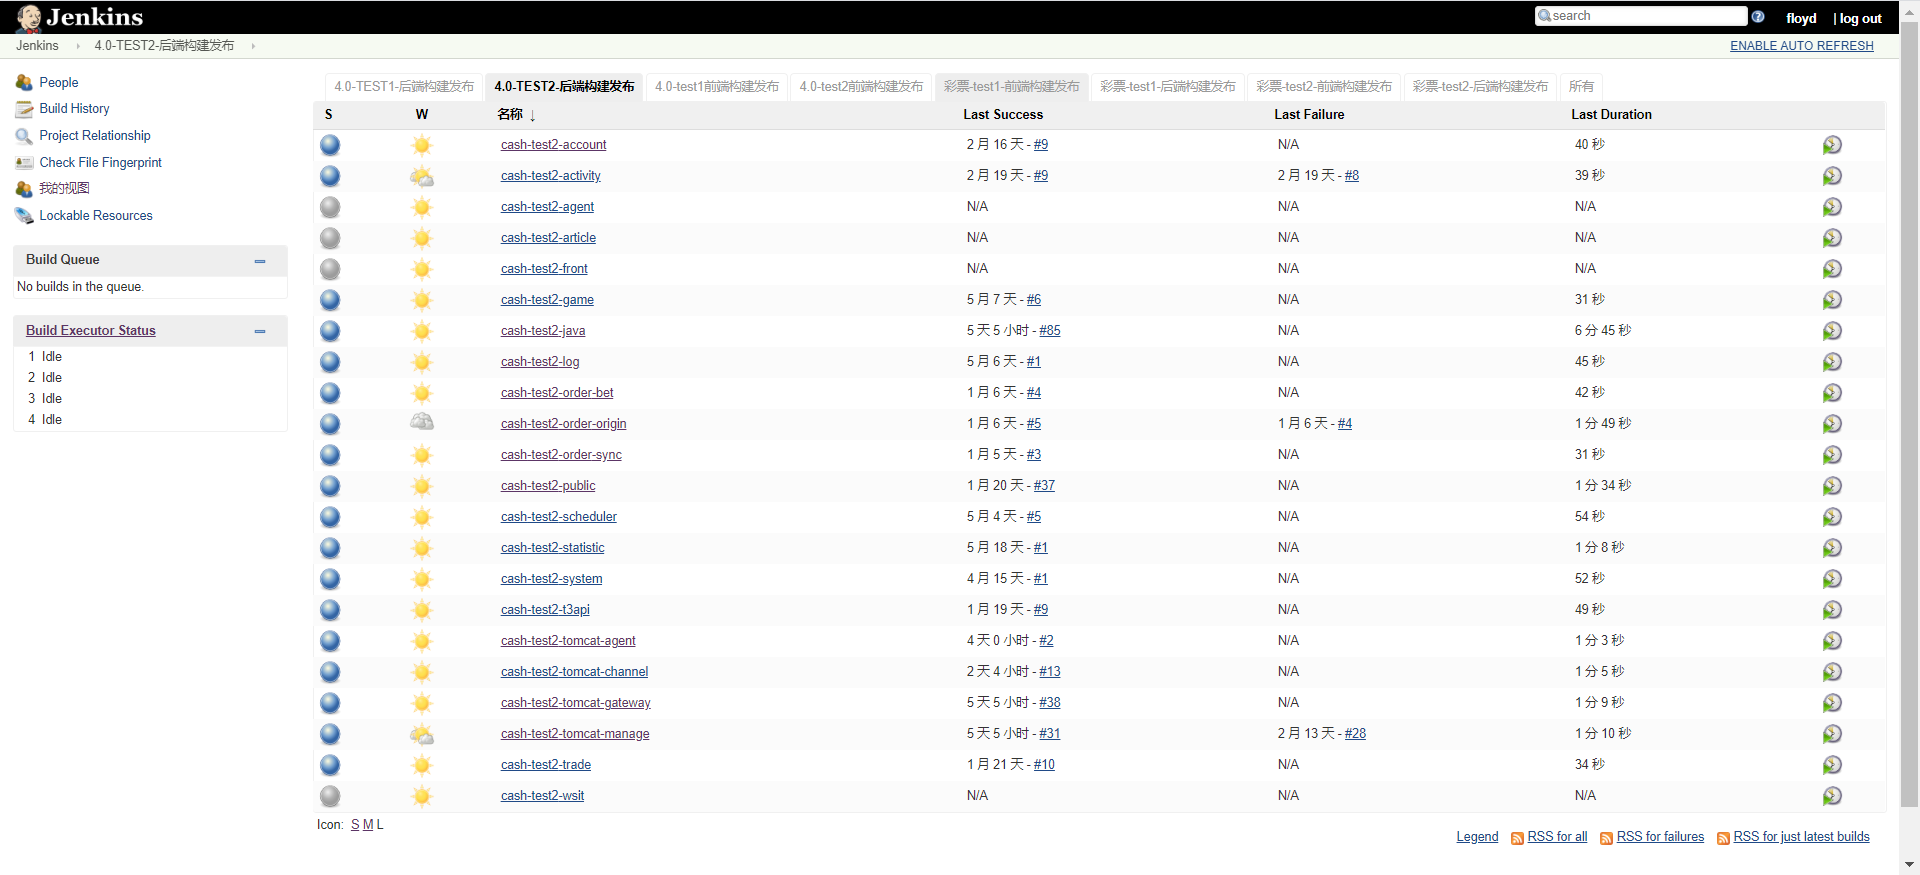 Jenkins
search
floyd | log out
Jenkins 4.0-TEST2-后端构建发布 ENABLE AUTO REFRESH
People
Build History
Project Relationship
Check File Fingerprint
我的视图
Lockable Resources
Build Queue
No builds in the queue.
Build Executor Status
1 Idle
2 Idle
3 Idle
4 Idle
4.0-TEST1-后端构建发布 4.0-TEST2-后端构建发布 4.0-test1前端构建发布 4.0-test2前端构建发布 彩票-test1-前端构建发布 彩票-test1-后端构建发布 彩票-test2-前端构建发布 彩票-test2-后端构建发布 所有
S W 名称 ↓ Last Success Last Failure Last Duration
cash-test2-account 2 月 16 天 - #9 N/A 40 秒
cash-test2-activity 2 月 19 天 - #9 2 月 19 天 - #8 39 秒
cash-test2-agent N/A N/A N/A
cash-test2-article N/A N/A N/A
cash-test2-front N/A N/A N/A
cash-test2-game 5 月 7 天 - #6 N/A 31 秒
cash-test2-java 5 天 5 小时 - #85 N/A 6 分 45 秒
cash-test2-log 5 月 6 天 - #1 N/A 45 秒
cash-test2-order-bet 1 月 6 天 - #4 N/A 42 秒
cash-test2-order-origin 1 月 6 天 - #5 1 月 6 天 - #4 1 分 49 秒
cash-test2-order-sync 1 月 5 天 - #3 N/A 31 秒
cash-test2-public 1 月 20 天 - #37 N/A 1 分 34 秒
cash-test2-scheduler 5 月 4 天 - #5 N/A 54 秒
cash-test2-statistic 5 月 18 天 - #1 N/A 1 分 8 秒
cash-test2-system 4 月 15 天 - #1 N/A 52 秒
cash-test2-t3api 1 月 19 天 - #9 N/A 49 秒
cash-test2-tomcat-agent 4 天 0 小时 - #2 N/A 1 分 3 秒
cash-test2-tomcat-channel 2 天 4 小时 - #13 N/A 1 分 5 秒
cash-test2-tomcat-gateway 5 天 5 小时 - #38 N/A 1 分 9 秒
cash-test2-tomcat-manage 5 天 5 小时 - #31 2 月 13 天 - #28 1 分 10 秒
cash-test2-trade 1 月 21 天 - #10 N/A 34 秒
cash-test2-wsit N/A N/A N/A
Icon: S M L
Legend RSS for all RSS for failures RSS for just latest builds